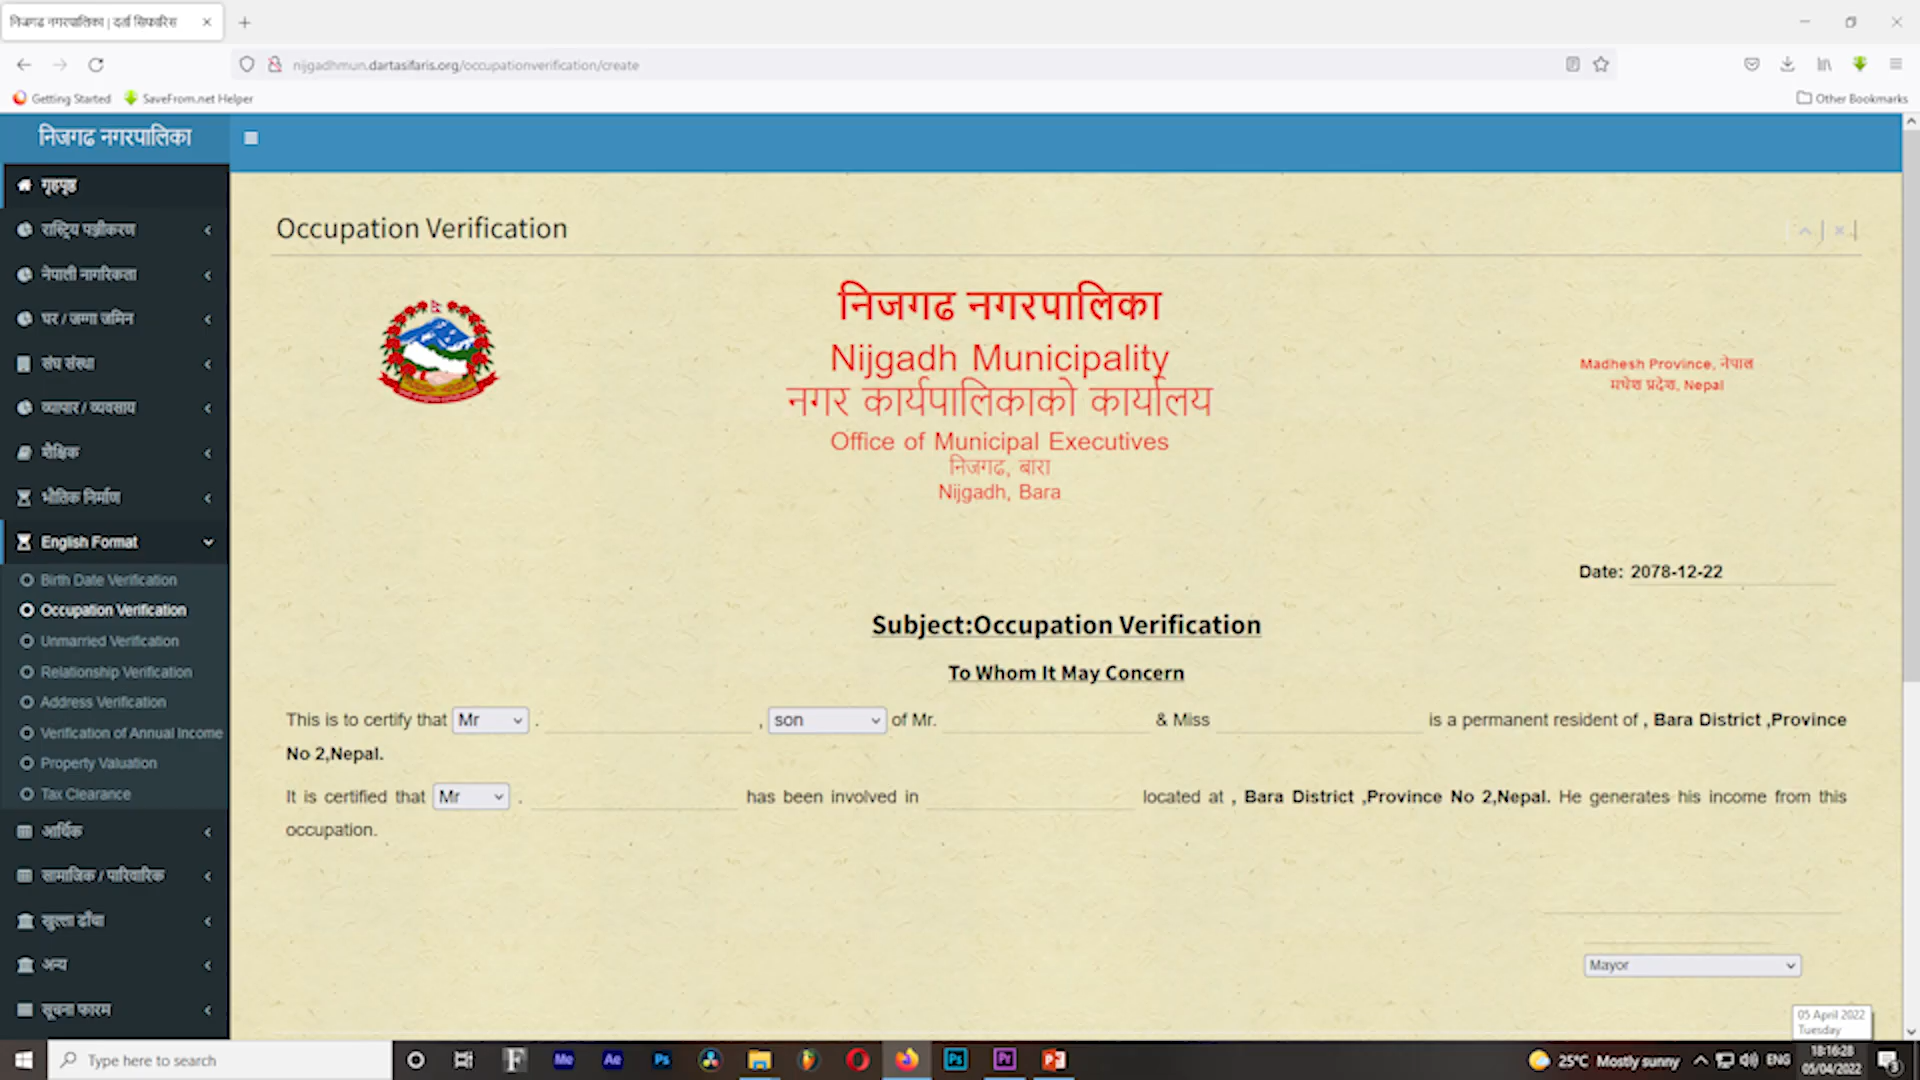 निजगढ नगरपालिका | दर्ता सिफारिस
nijgadhmun.dartasifaris.org/occupationverification/create
Getting Started
SaveFrom.net Helper
Other Bookmarks
निजगढ नगरपालिका
गृहपृष्ठ
राष्ट्रिय पञ्जीकरण
नेपाली नागरिकता
घर / जग्गा जमिन
संघ संस्था
व्यापार / व्यवसाय
शैक्षिक
भौतिक निर्माण
English Format
Birth Date Verification
Occupation Verification
Unmarried Verification
Relationship Verification
Address Verification
Verification of Annual Income
Property Valuation
Tax Clearance
आर्थिक
सामाजिक / पारिवारिक
खुल्ला ढाँचा
अन्य
सूचना फारम
Occupation Verification
निजगढ नगरपालिका
Nijgadh Municipality
नगर कार्यपालिकाको कार्यालय
Office of Municipal Executives
निजगढ, बारा
Nijgadh, Bara
Madhesh Province, नेपाल
मधेश प्रदेश, Nepal
Date: 2078-12-22
Subject:Occupation Verification
To Whom It May Concern
This is to certify that Mr . , son of Mr. & Miss is a permanent resident of , Bara District ,Province
No 2,Nepal.
It is certified that Mr . has been involved in located at , Bara District ,Province No 2,Nepal. He generates his income from this
occupation.
Mayor
05 April 2022
Tuesday
Type here to search
F
Me
Ae
Ps
Ps
Pr
P
25°C Mostly sunny
ENG
18:16:28
05/04/2022
3